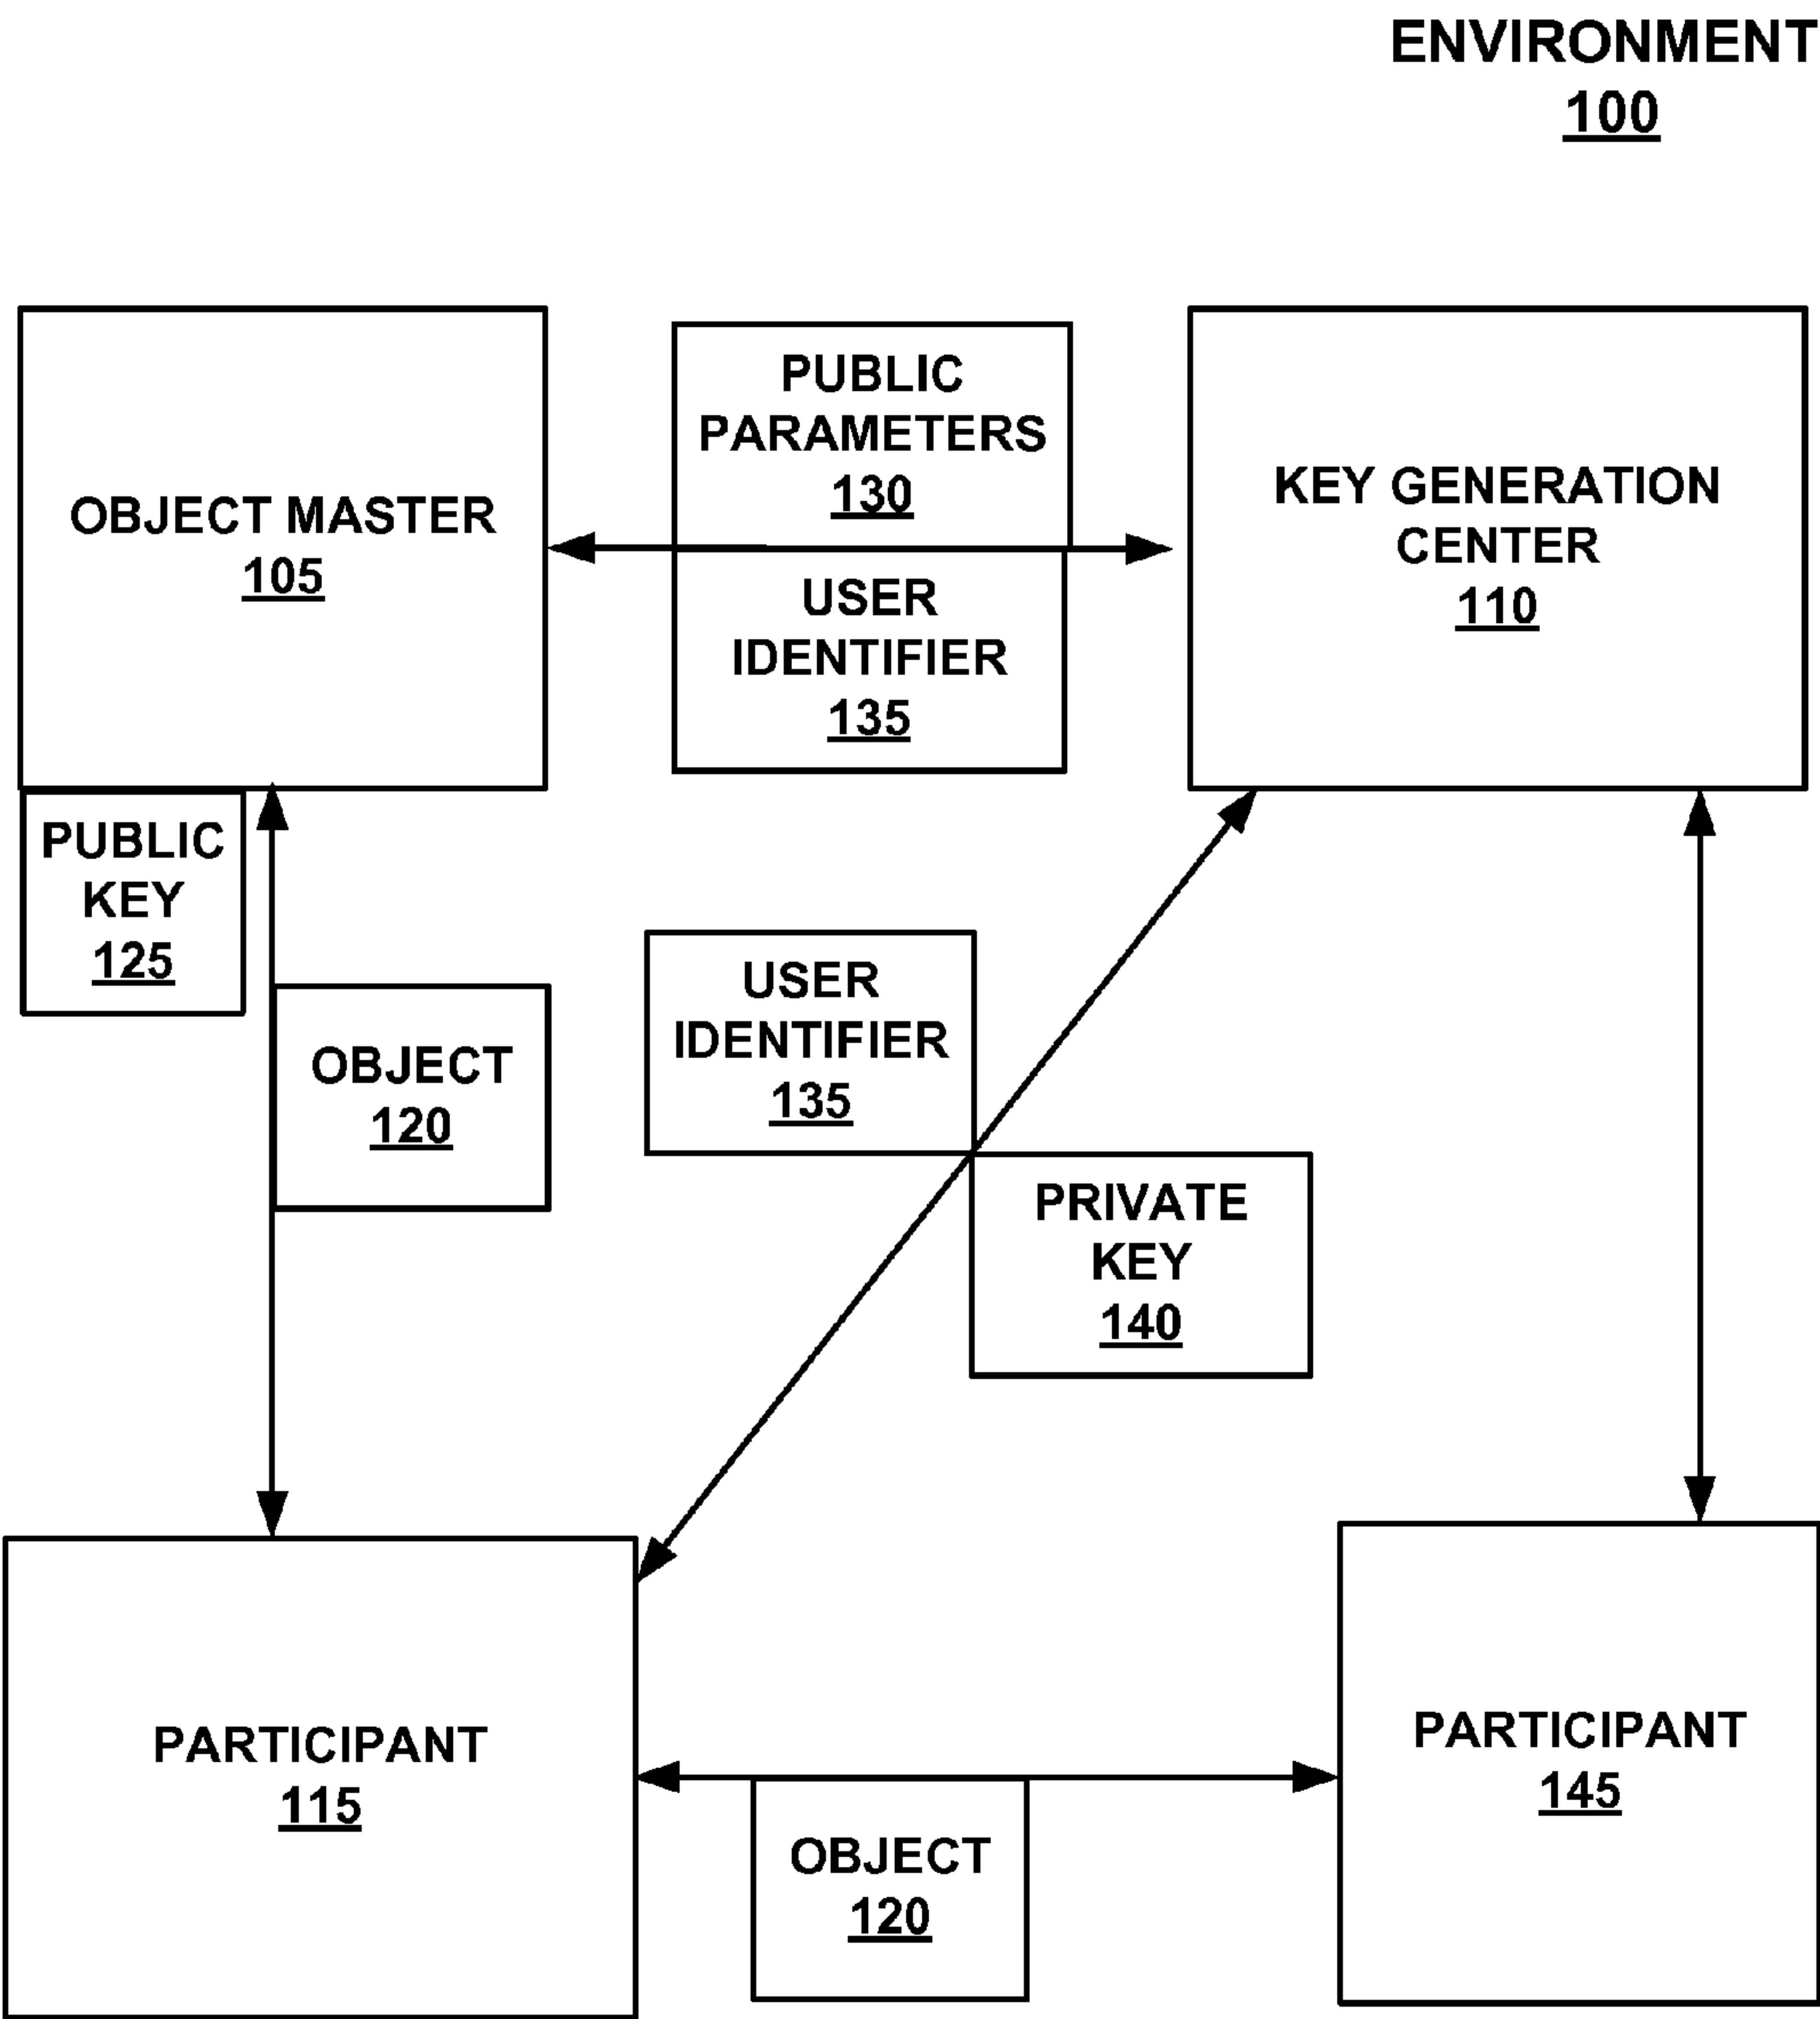 ENVIRONMENT
100
OBJECT MASTER
105
PUBLIC
PARAMETERS
130
USER
IDENTIFIER
135
KEY GENERATION
CENTER
110
PUBLIC
KEY
125
OBJECT
120
USER
IDENTIFIER
135
PRIVATE
KEY
140
PARTICIPANT
115
OBJECT
120
PARTICIPANT
145